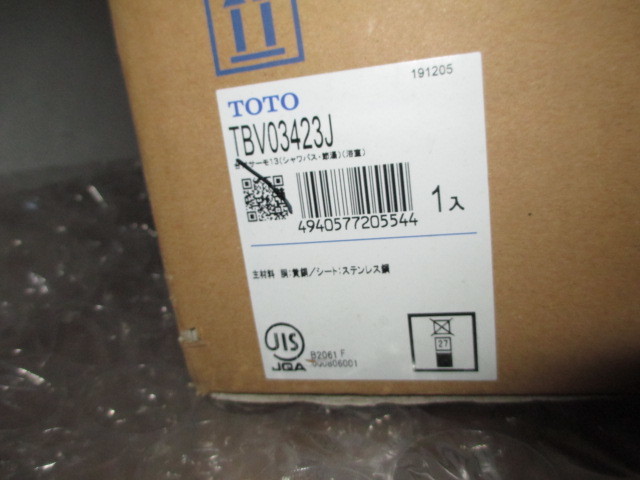 191205
TOTO
TBV03423J
サーモ13(シャワバス・節湯)(浴室)
4940577205544
1入
主材料 胴:黄銅/シート:ステンレス鋼
JIS
JQA
B2061 F
27